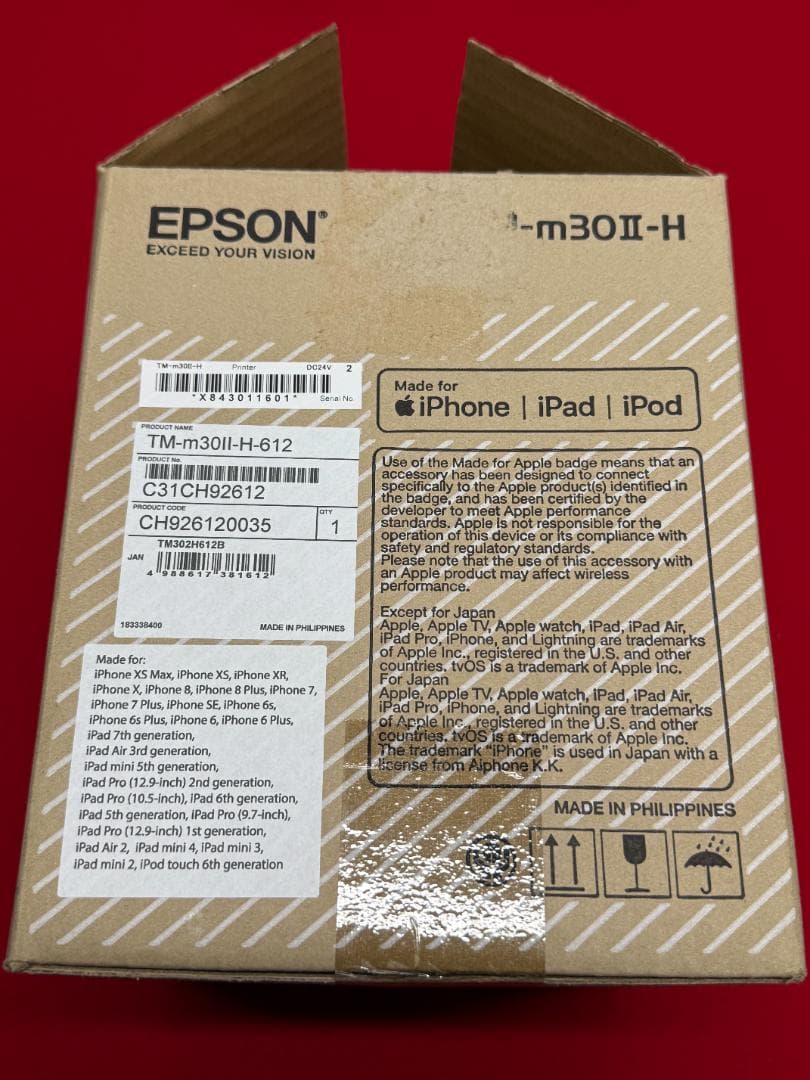 EPSON®
EXCEED YOUR VISION
-m30II-H
TM-m30II-H Printer DC24V 2
*X843011601* Serial No.
PRODUCT NAME
TM-m30II-H-612
PRODUCT No.
C31CH92612
PRODUCT CODE
CH926120035
QTY
1
TM302H612B
JAN
4 988617 381612
183338400 MADE IN PHILIPPINES
Made for
iPhone | iPad | iPod
Use of the Made for Apple badge means that an
accessory has been designed to connect
specifically to the Apple product(s) identified in
the badge, and has been certified by the
developer to meet Apple performance
standards. Apple is not responsible for the
operation of this device or its compliance with
safety and regulatory standards.
Please note that the use of this accessory with
an Apple product may affect wireless
performance.
Except for Japan
Apple, Apple TV, Apple watch, iPad, iPad Air,
iPad Pro, iPhone, and Lightning are trademarks
of Apple Inc., registered in the U.S. and other
countries. tvOS is a trademark of Apple Inc.
For Japan
Apple, Apple TV, Apple watch, iPad, iPad Air,
iPad Pro, iPhone, and Lightning are trademarks
of Apple Inc., registered in the U.S. and other
countries. tvOS is a trademark of Apple Inc.
The trademark "iPhone" is used in Japan with a
license from Aiphone K.K.
Made for:
iPhone XS Max, iPhone XS, iPhone XR,
iPhone X, iPhone 8, iPhone 8 Plus, iPhone 7,
iPhone 7 Plus, iPhone SE, iPhone 6s,
iPhone 6s Plus, iPhone 6, iPhone 6 Plus,
iPad 7th generation,
iPad Air 3rd generation,
iPad mini 5th generation,
iPad Pro (12.9-inch) 2nd generation,
iPad Pro (10.5-inch), iPad 6th generation,
iPad 5th generation, iPad Pro (9.7-inch),
iPad Pro (12.9-inch) 1st generation,
iPad Air 2, iPad mini 4, iPad mini 3,
iPad mini 2, iPod touch 6th generation
MADE IN PHILIPPINES